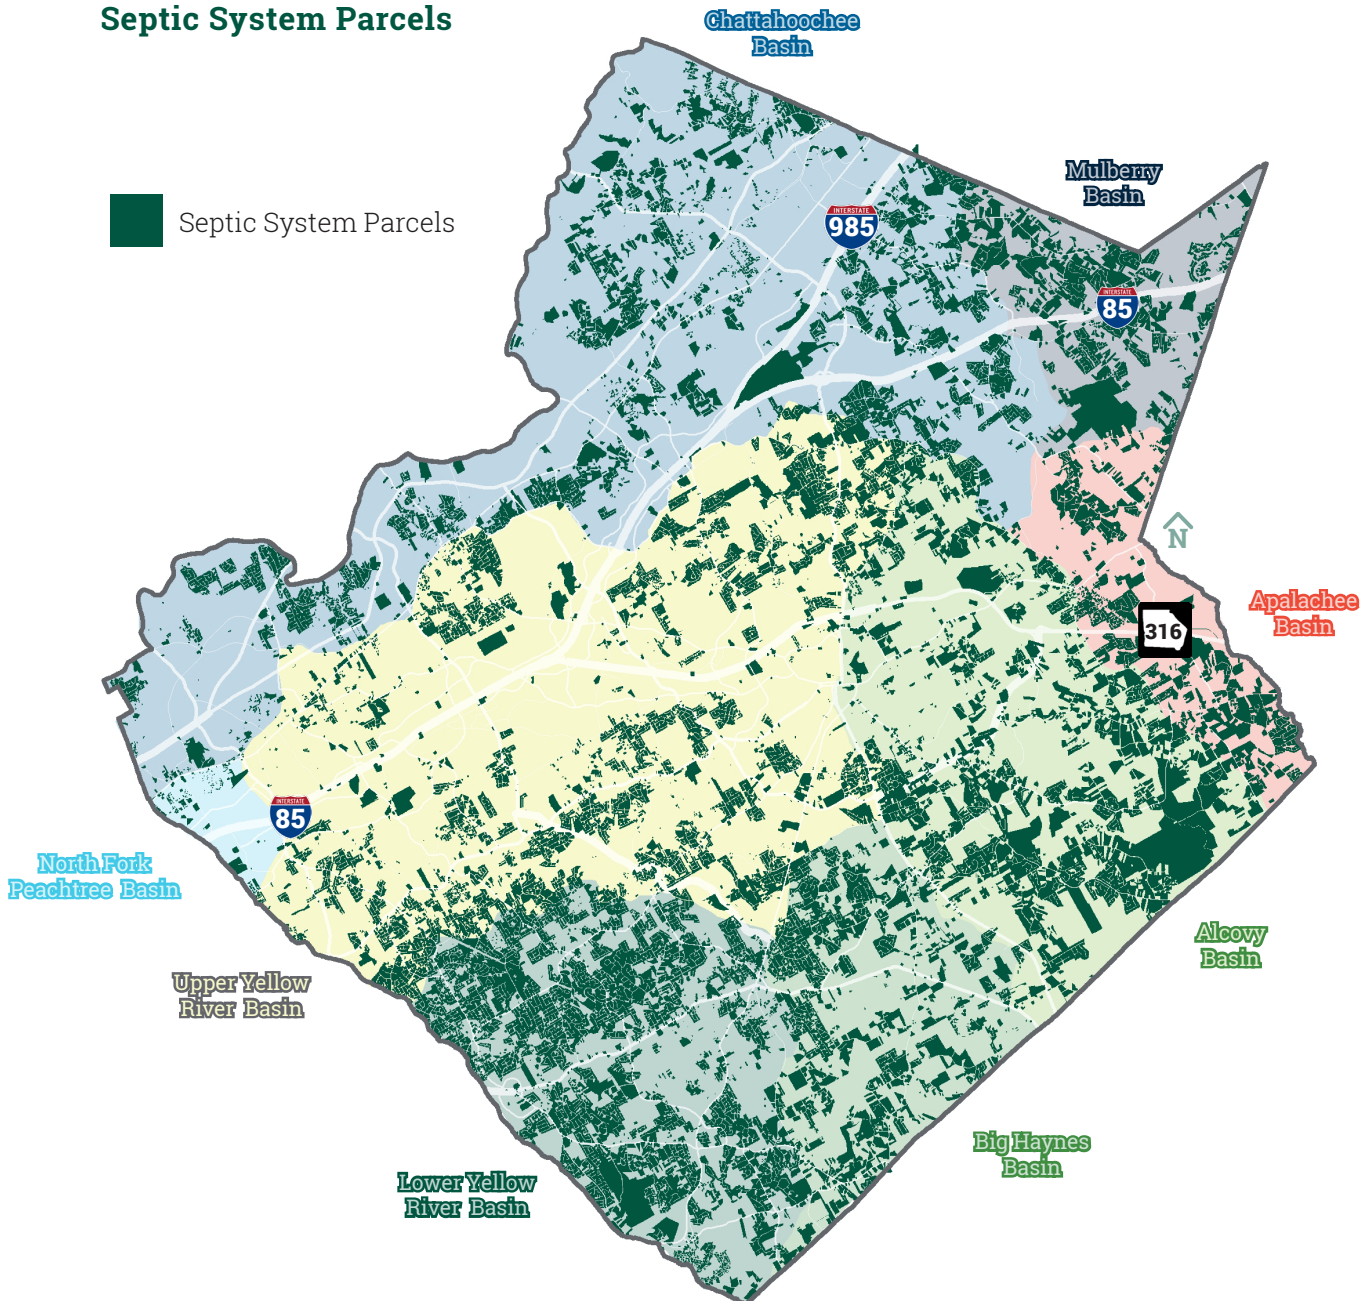 Septic System Parcels
Chattahoochee
Basin
Mulberry
Basin
Septic System Parcels
INTERSTATE
985
INTERSTATE
85
N
Apalachee
Basin
316
INTERSTATE
85
North Fork
Peachtree Basin
Alcovy
Basin
Upper Yellow
River Basin
Big Haynes
Basin
Lower Yellow
River Basin